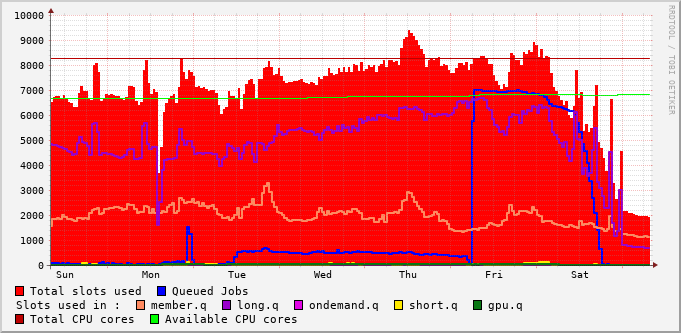 10000
9000
8000
7000
6000
5000
4000
3000
2000
1000
0
Sun Mon Tue Wed Thu Fri Sat
RRDTOOL / TOBI OETIKER
Total slots used Queued Jobs
Slots used in : member.q long.q ondemand.q short.q gpu.q
Total CPU cores Available CPU cores